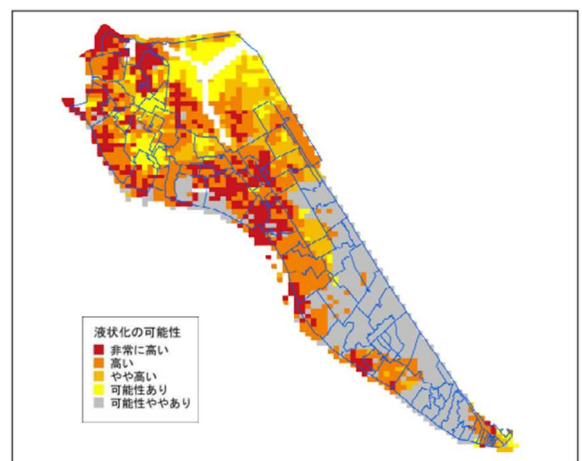 液状化の可能性
非常に高い
高い
やや高い
可能性あり
可能性ややあり